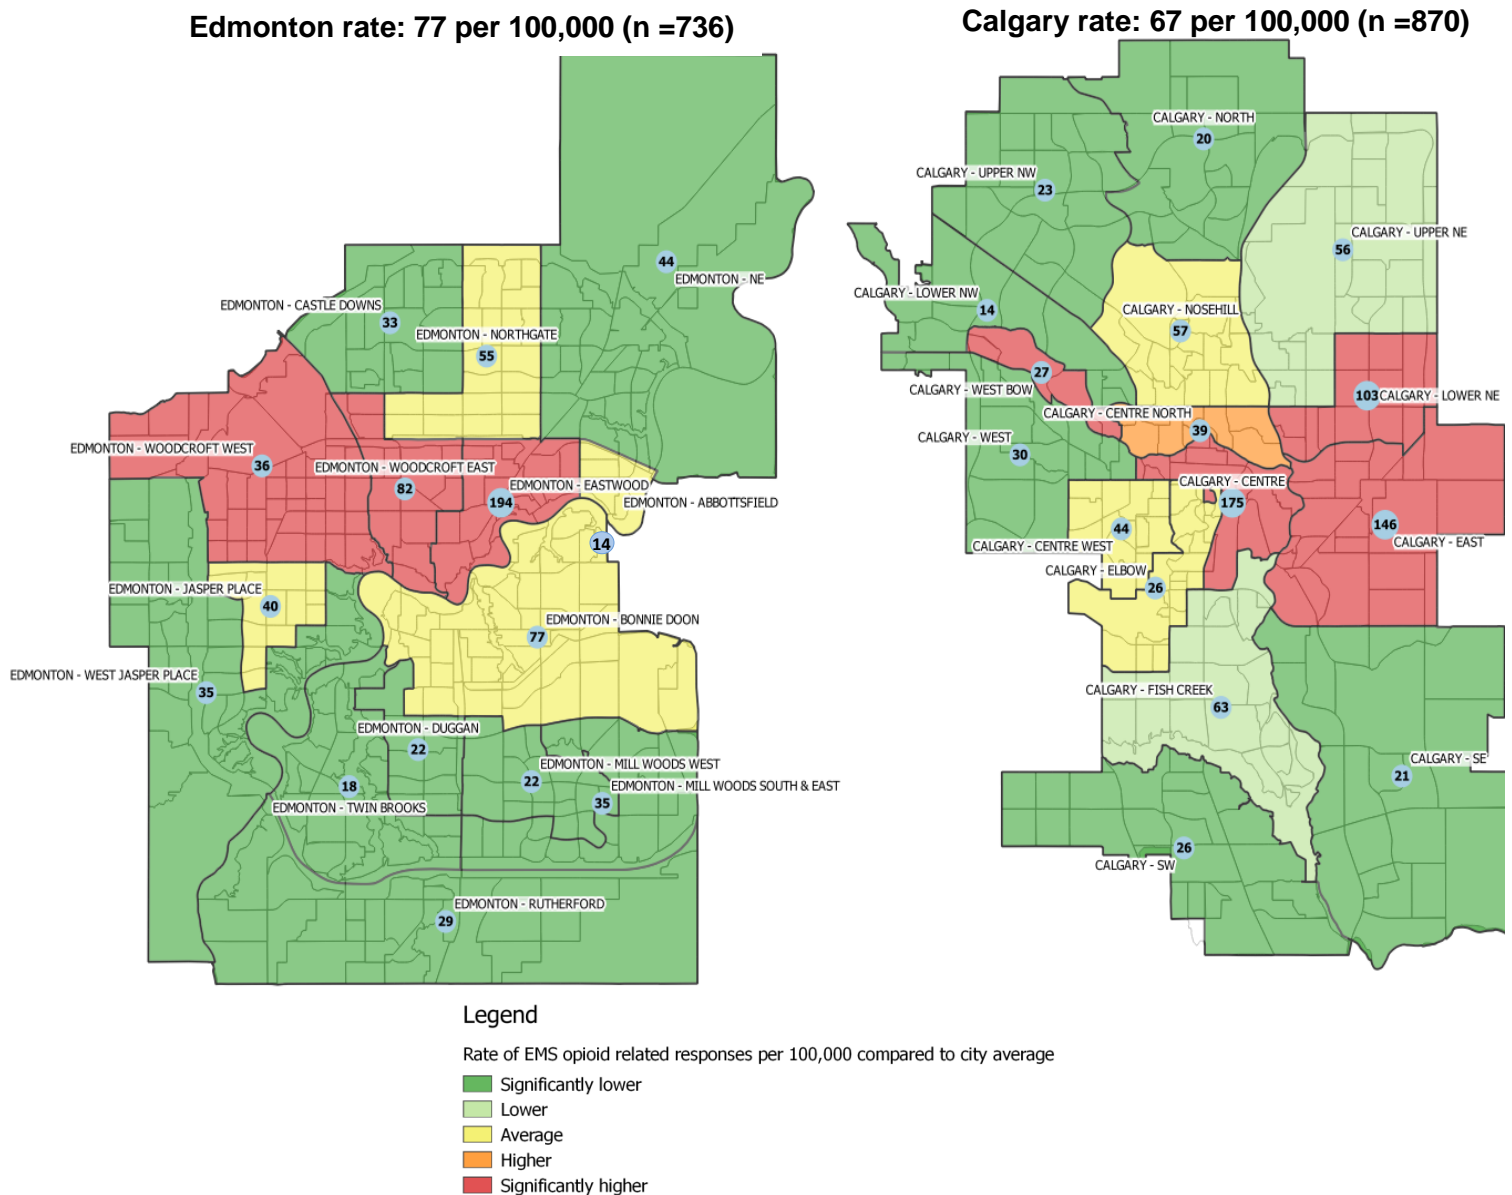 Edmonton rate: 77 per 100,000 (n =736)
44
EDMONTON - NE
EDMONTON - CASTLE DOWNS
33
EDMONTON - NORTHGATE
55
EDMONTON - WOODCROFT WEST
36
EDMONTON - WOODCROFT EAST
82
EDMONTON - EASTWOOD
194
EDMONTON - ABBOTTSFIELD
14
EDMONTON - JASPER PLACE
40
EDMONTON - BONNIE DOON
77
EDMONTON - WEST JASPER PLACE
35
EDMONTON - DUGGAN
22
EDMONTON - MILL WOODS WEST
22
EDMONTON - MILL WOODS SOUTH & EAST
35
18
EDMONTON - TWIN BROOKS
EDMONTON - RUTHERFORD
29
Calgary rate: 67 per 100,000 (n =870)
CALGARY - NORTH
20
CALGARY - UPPER NW
23
CALGARY - UPPER NE
56
CALGARY - LOWER NW
14
CALGARY - NOSEHILL
57
27
CALGARY - WEST BOW
103
CALGARY - LOWER NE
CALGARY - CENTRE NORTH
39
CALGARY - WEST
30
CALGARY - CENTRE
175
146
CALGARY - EAST
44
CALGARY - CENTRE WEST
CALGARY - ELBOW
26
CALGARY - FISH CREEK
63
CALGARY - SE
21
26
CALGARY - SW
Legend
Rate of EMS opioid related responses per 100,000 compared to city average
Significantly lower
Lower
Average
Higher
Significantly higher